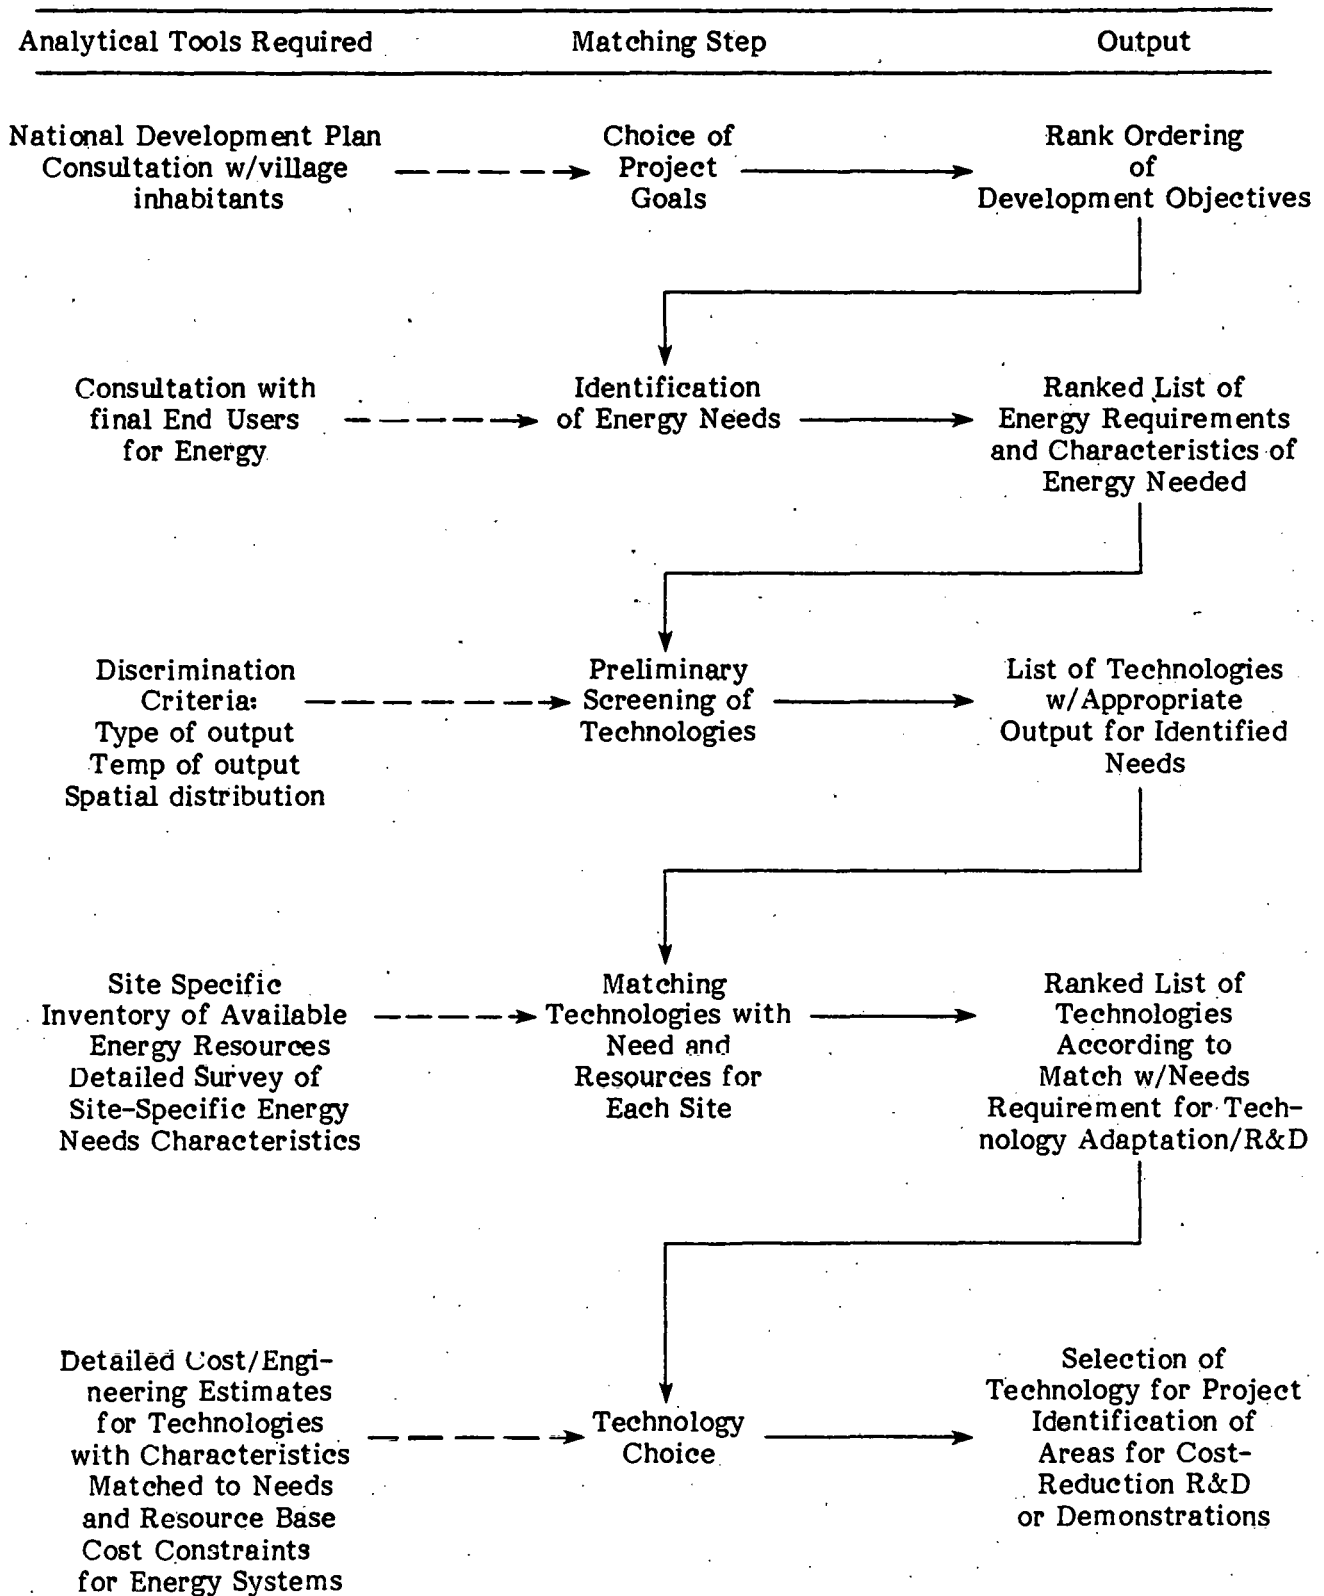 Analytical Tools Required
Matching Step
Output
National Development Plan
Consultation w/village
inhabitants
Choice of
Project
Goals
Rank Ordering
of
Development Objectives
Consultation with
final End Users
for Energy
Identification
of Energy Needs
Ranked List of
Energy Requirements
and Characteristics of
Energy Needed
Discrimination
Criteria:
Type of output
Temp of output
Spatial distribution
Preliminary
Screening of
Technologies
List of Technologies
w/Appropriate
Output for Identified
Needs
Site Specific
Inventory of Available
Energy Resources
Detailed Survey of
Site-Specific Energy
Needs Characteristics
Matching
Technologies with
Need and
Resources for
Each Site
Ranked List of
Technologies
According to
Match w/Needs
Requirement for Tech-
nology Adaptation/R&D
Detailed Cost/Engi-
neering Estimates
for Technologies
with Characteristics
Matched to Needs
and Resource Base
Cost Constraints
for Energy Systems
Technology
Choice
Selection of
Technology for Project
Identification of
Areas for Cost-
Reduction R&D
or Demonstrations